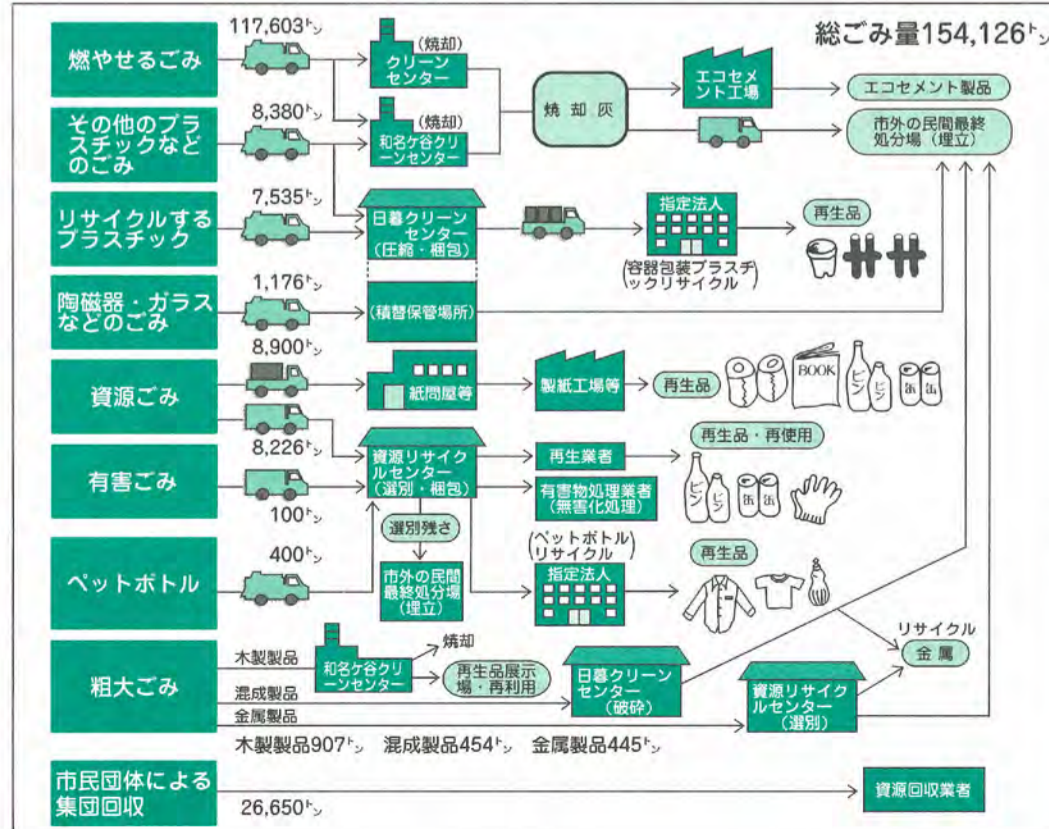 総ごみ量154,126㌧
燃やせるごみ
117,603㌧
(焼却)
クリーン
センター
その他のプラ
スチックなど
のごみ
8,380㌧
(焼却)
和名ケ谷クリ
ーンセンター
焼却灰
エコセメ
ント工場
エコセメント製品
市外の民間最終
処分場(埋立)
リサイクルする
プラスチック
7,535㌧
日暮クリーン
センター
(圧縮・梱包)
指定法人
(容器包装プラスチ
ックリサイクル)
再生品
陶磁器・ガラス
などのごみ
1,176㌧
(積替保管場所)
資源ごみ
8,900㌧
紙問屋等
製紙工場等
再生品
BOOK
ビン
ビン
缶
缶
8,226㌧
資源リサイク
ルセンター
(選別・梱包)
再生業者
再生品・再使用
ビン
ビン
缶
缶
有害ごみ
100㌧
有害物処理業者
(無害化処理)
選別残さ
市外の民間
最終処分場
(埋立)
ペットボトル
400㌧
(ペットボトル)
リサイクル
指定法人
再生品
粗大ごみ
木製製品
和名ケ谷クリ
ーンセンター
焼却
再生品展示
場・再利用
混成製品
日暮クリーン
センター
(破砕)
金属製品
資源リサイク
ルセンター
(選別)
リサイクル
金属
木製製品907㌧ 混成製品454㌧ 金属製品445㌧
市民団体による
集団回収
26,650㌧
資源回収業者